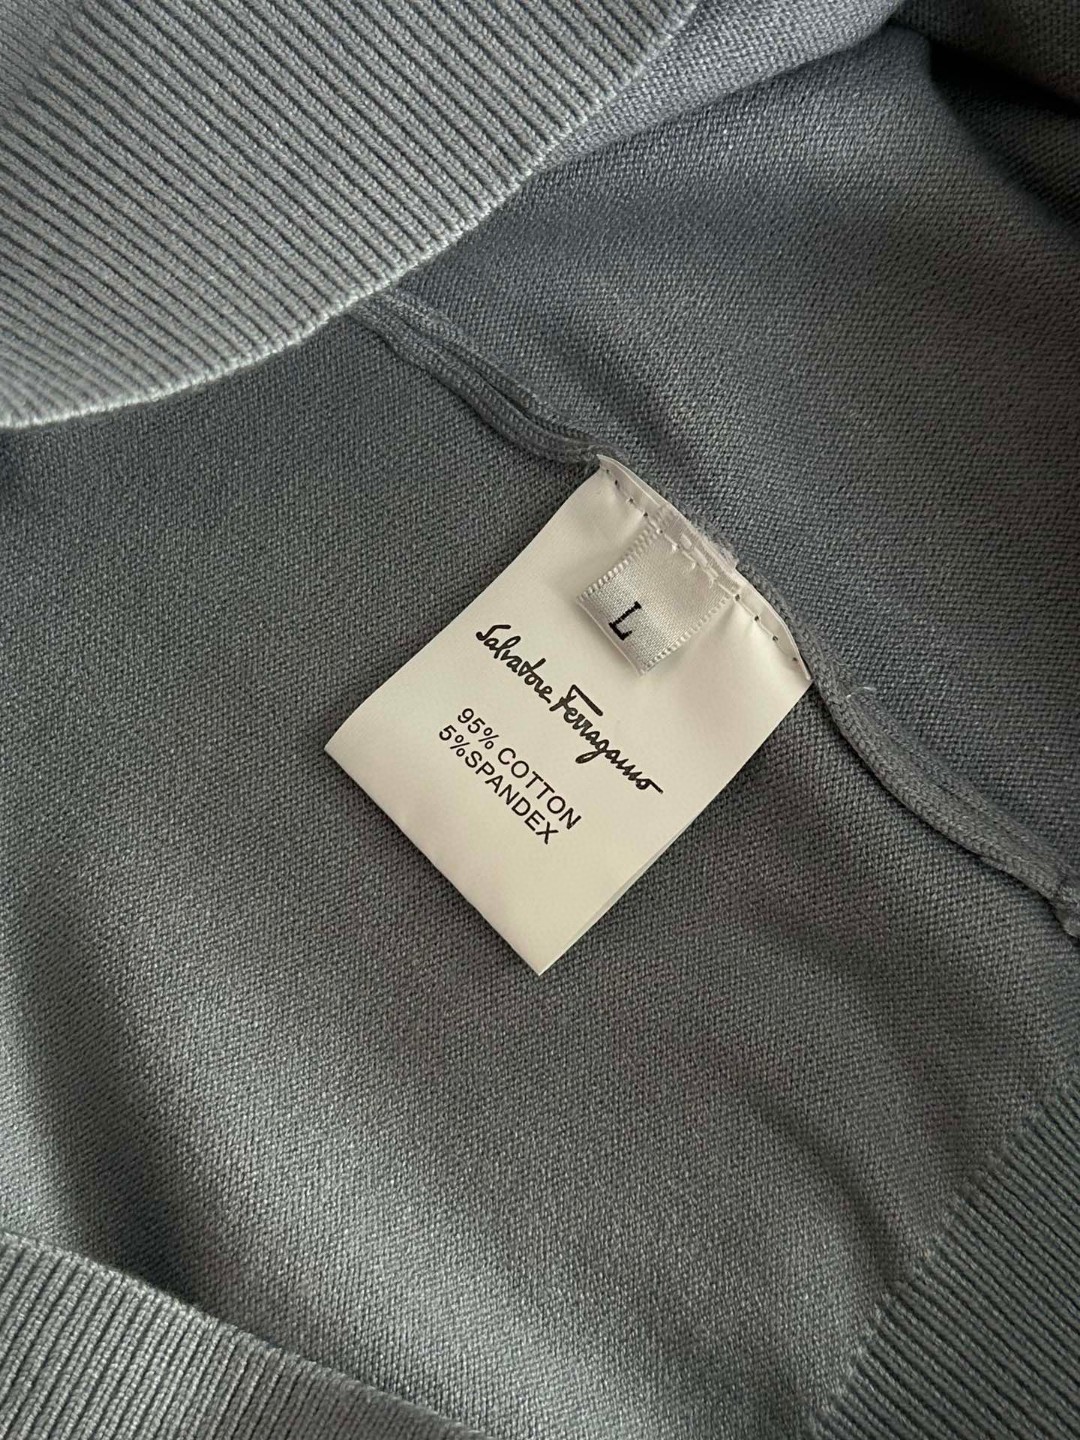 L
Salvatore Ferragamo
95% COTTON
5%SPANDEX